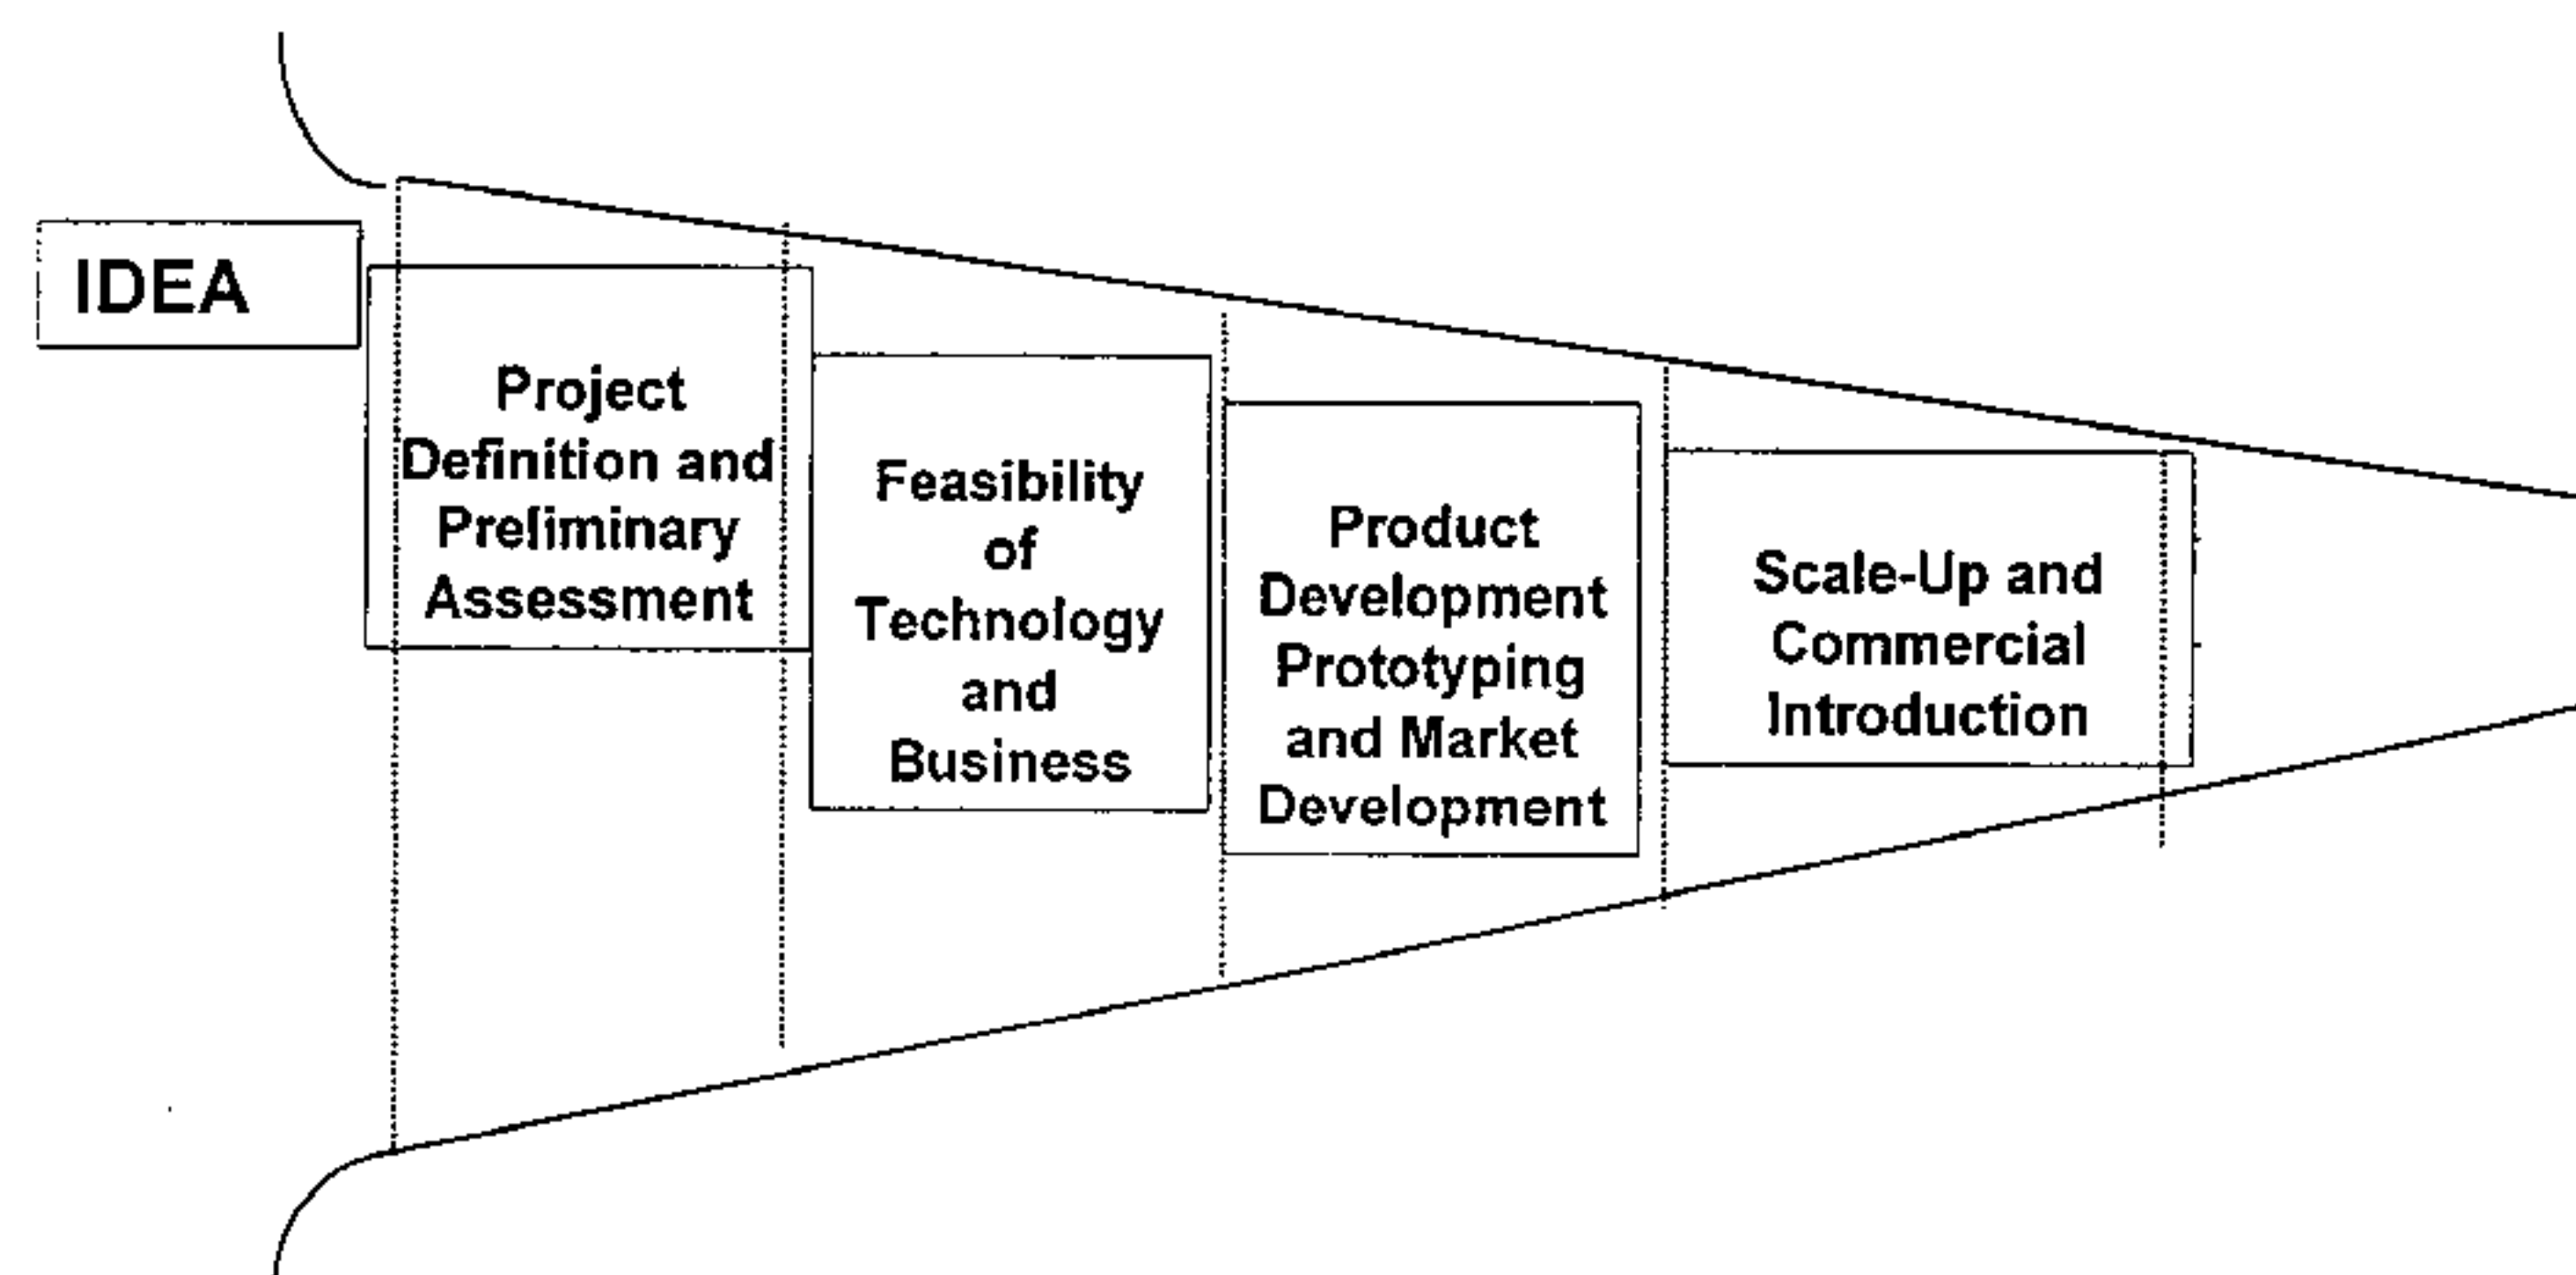 IDEA
Project
Definition and
Preliminary
Assessment
Feasibility
of
Technology
and
Business
Product
Development
Prototyping
and Market
Development
Scale-Up and
Commercial
Introduction